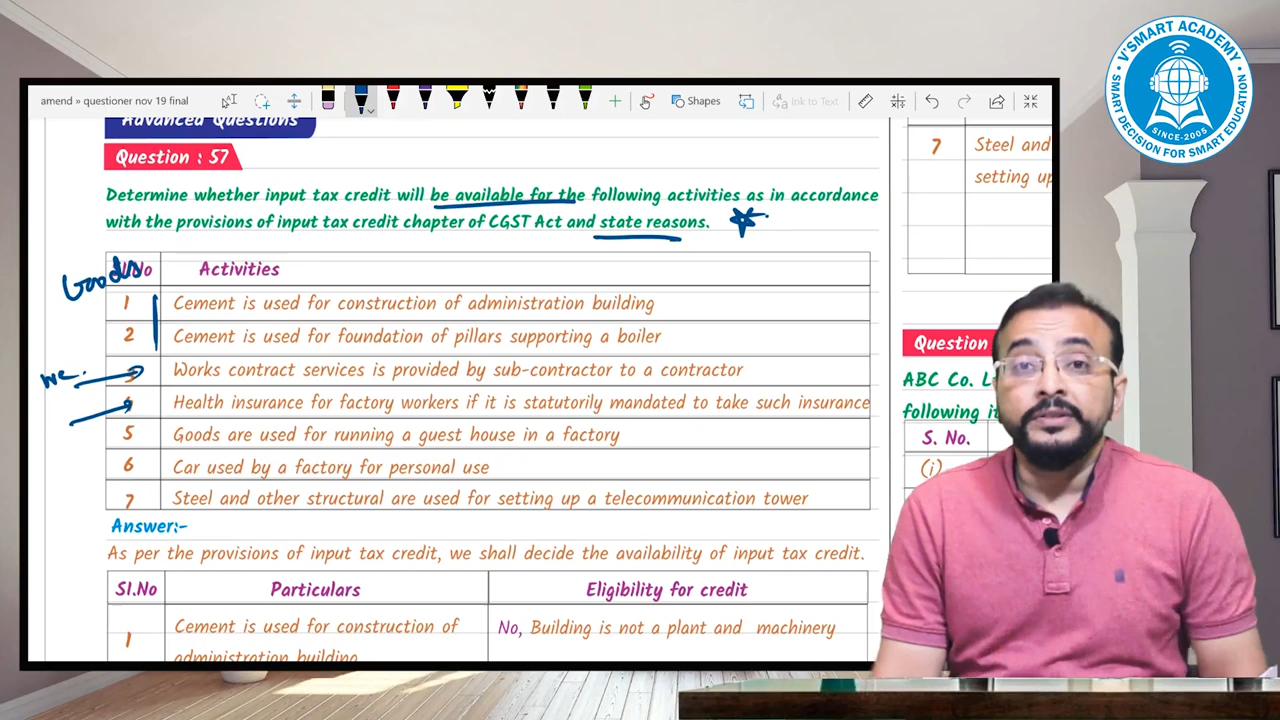 V'SMART ACADEMY
SMART DECISION FOR SMART EDUCATION
SINCE-2005
amend » questioner nov 19 final
Shapes
Ink to Text
Advanced Questions
Question : 57
Determine whether input tax credit will be available for the following activities as in accordance
with the provisions of input tax credit chapter of CGST Act and state reasons.
Goods
No Activities
1 Cement is used for construction of administration building
2 Cement is used for foundation of pillars supporting a boiler
wc. Works contract services is provided by sub-contractor to a contractor
Health insurance for factory workers if it is statutorily mandated to take such insurance
5 Goods are used for running a guest house in a factory
6 Car used by a factory for personal use
7 Steel and other structural are used for setting up a telecommunication tower
Answer:-
As per the provisions of input tax credit, we shall decide the availability of input tax credit.
Sl.No Particulars Eligibility for credit
1 Cement is used for construction of administration building
No, Building is not a plant and machinery
7 Steel and
setting up
Question
ABC Co. L
following i
S. No.
(i)